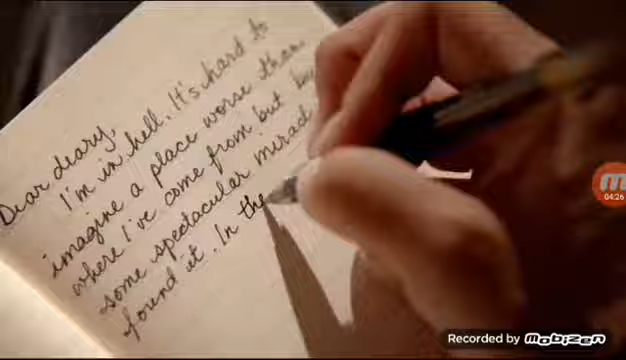 Dear diary,
I'm in hell. It's hard to
imagine a place worse than
where I've come from but by
some spectacular
found it. In the
04:26
Recorded by mobizen